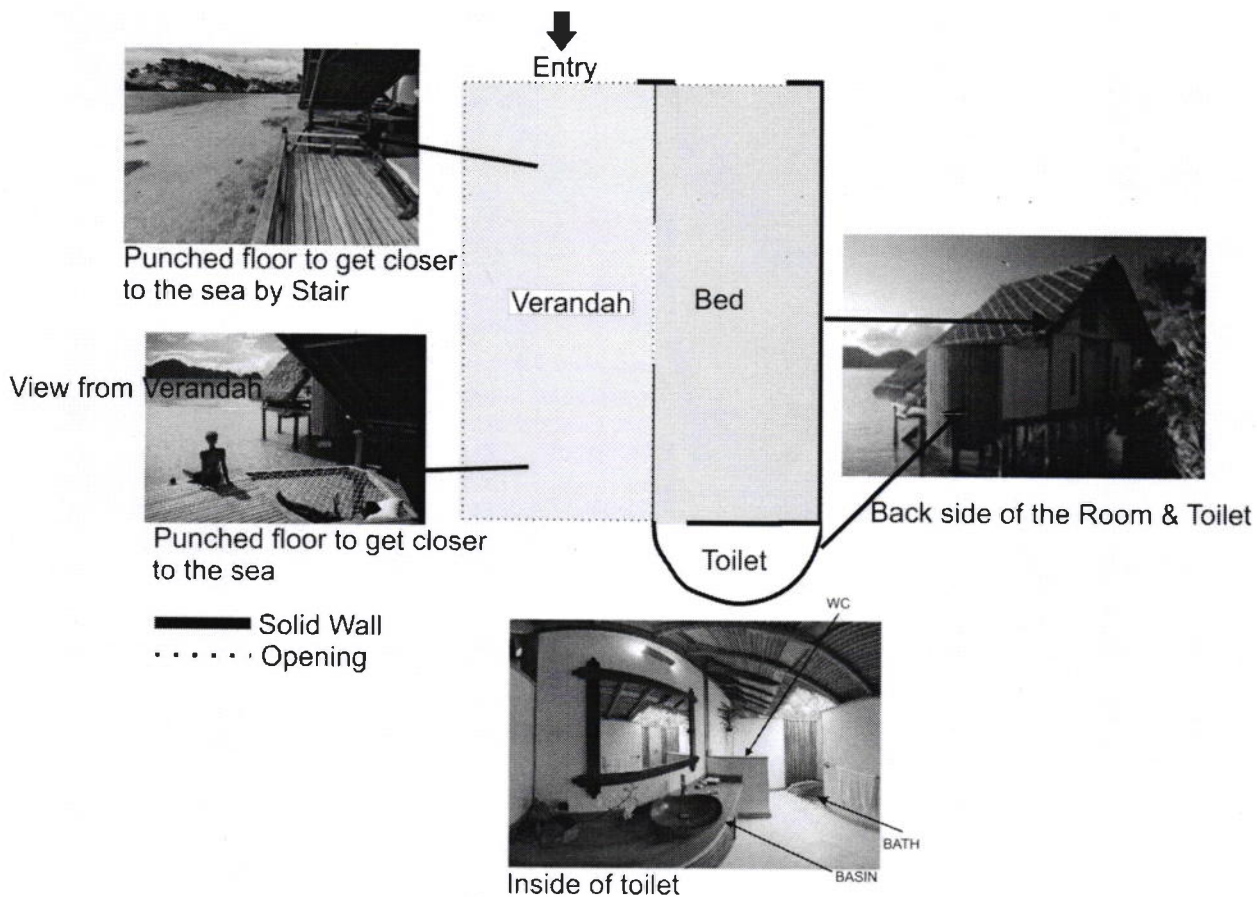 Entry
Punched floor to get closer
to the sea by Stair
Verandah
Bed
View from Verandah
Punched floor to get closer
to the sea
Back side of the Room & Toilet
Toilet
Solid Wall
Opening
WC
BATH
BASIN
Inside of toilet